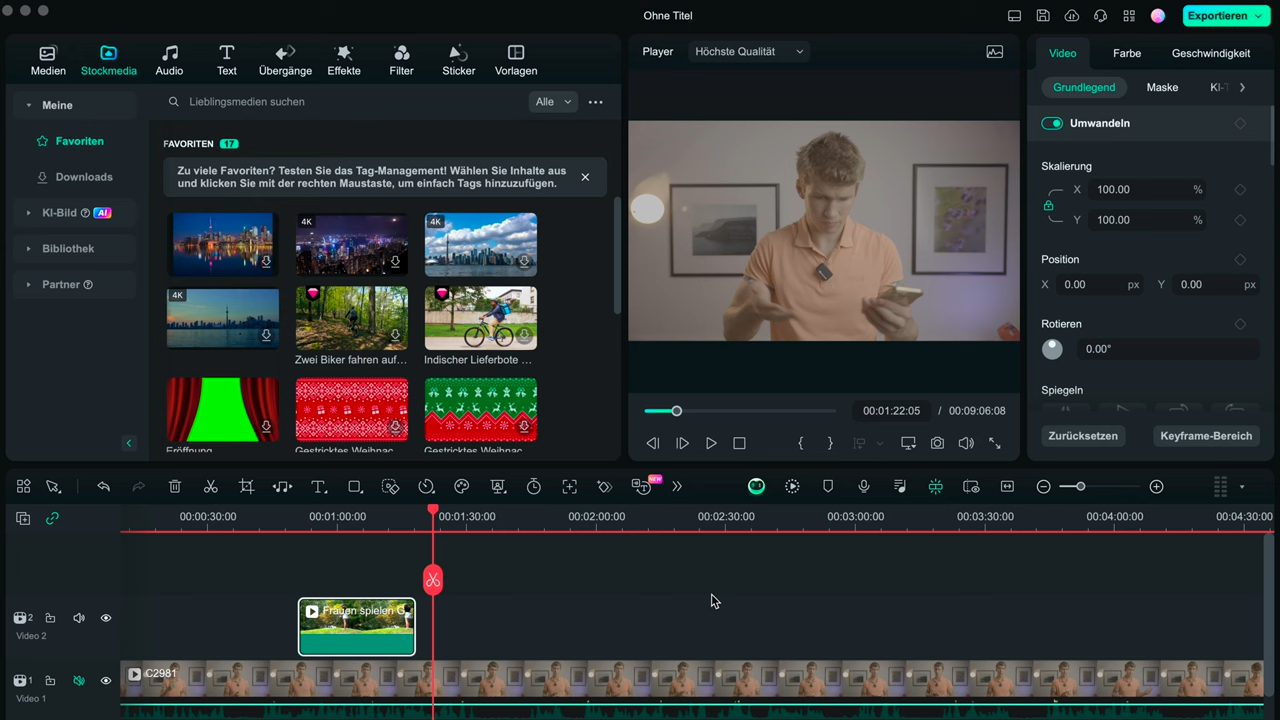 Ohne Titel
Exportieren
Medien
Stockmedia
Audio
Text
Übergänge
Effekte
Filter
Sticker
Vorlagen
Meine
Favoriten
Downloads
KI-Bild
AI
Bibliothek
Partner
Lieblingsmedien suchen
Alle
FAVORITEN 17
Zu viele Favoriten? Testen Sie das Tag-Management! Wählen Sie Inhalte aus
und klicken Sie mit der rechten Maustaste, um einfach Tags hinzuzufügen.
4K
4K
4K
Zwei Biker fahren auf...
Indischer Lieferbote ...
Eröffnung
Gestricktes Weihnac
Gestricktes Weihnac
Player
Höchste Qualität
00:01:22:05 / 00:09:06:08
Video
Farbe
Geschwindigkeit
Grundlegend
Maske
Umwandeln
Skalierung
X 100.00 %
Y 100.00 %
Position
X 0.00 px Y 0.00 px
Rotieren
0.00°
Spiegeln
Zurücksetzen
Keyframe-Bereich
NEW
00:00:30:00
00:01:00:00
00:01:30:00
00:02:00:00
00:02:30:00
00:03:00:00
00:03:30:00
00:04:00:00
00:04:30:00
2
Video 2
Frauen spielen G
1
Video 1
C2981